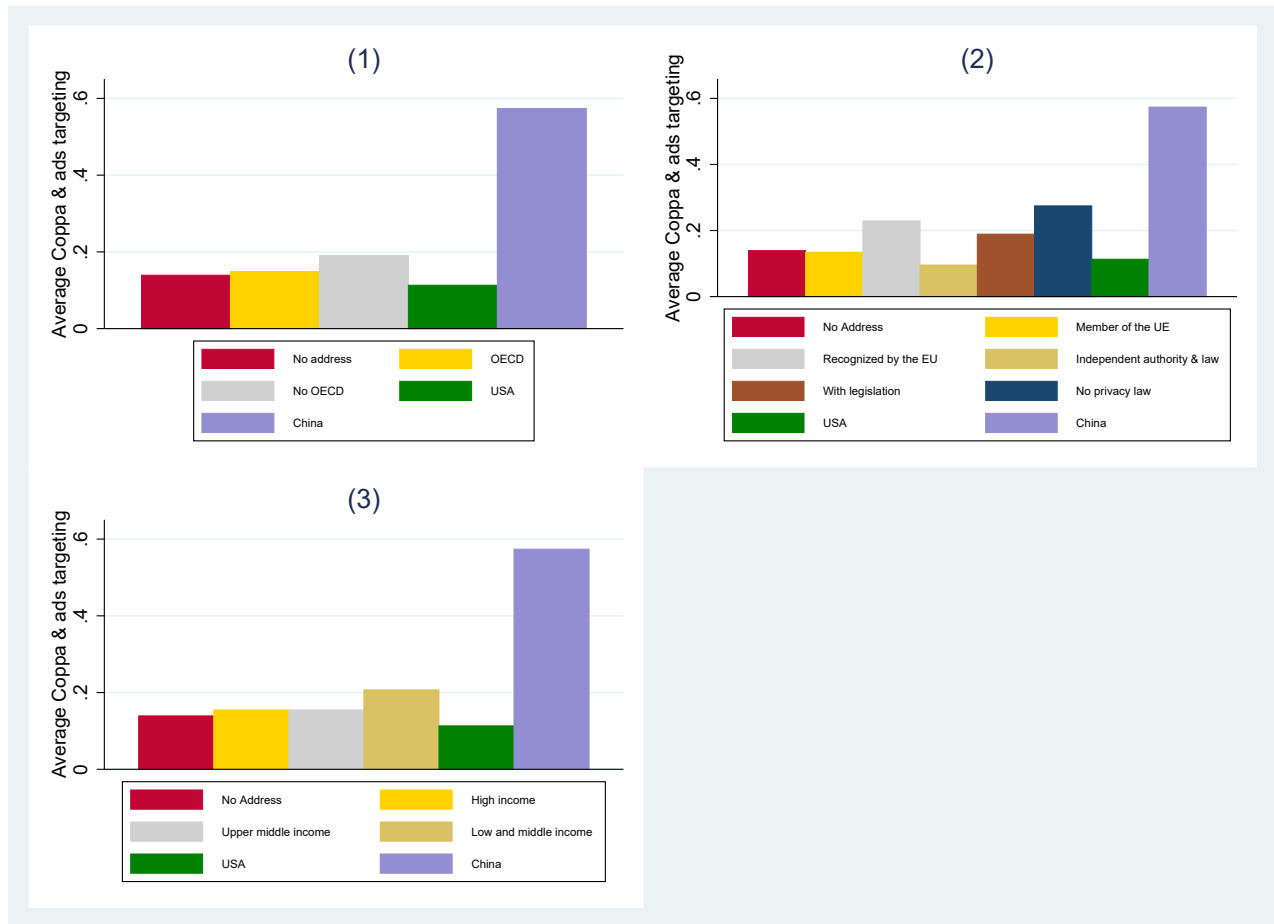 (1)
Average Coppa & ads targeting
0 .2 .4 .6
No address OECD
No OECD USA
China
(2)
Average Coppa & ads targeting
0 .2 .4 .6
No Address Member of the UE
Recognized by the EU Independent authority & law
With legislation No privacy law
USA China
(3)
Average Coppa & ads targeting
0 .2 .4 .6
No Address High income
Upper middle income Low and middle income
USA China